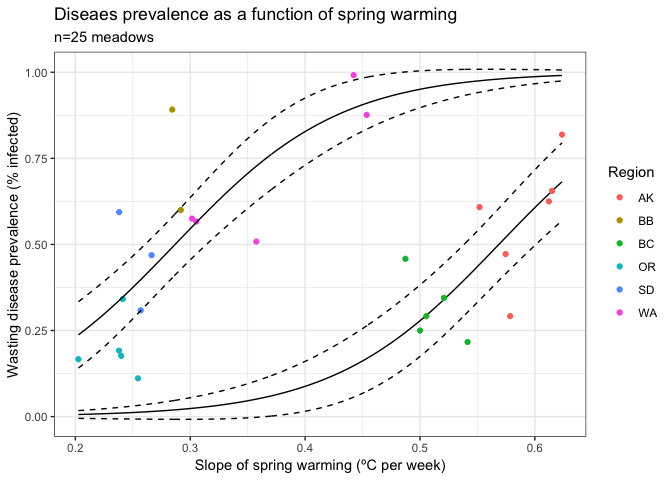 Diseaes prevalence as a function of spring warming
n=25 meadows
Wasting disease prevalence (% infected)
1.00
0.75
0.50
0.25
0.00
0.2
0.3
0.4
0.5
0.6
Slope of spring warming (ºC per week)
Region
AK
BB
BC
OR
SD
WA